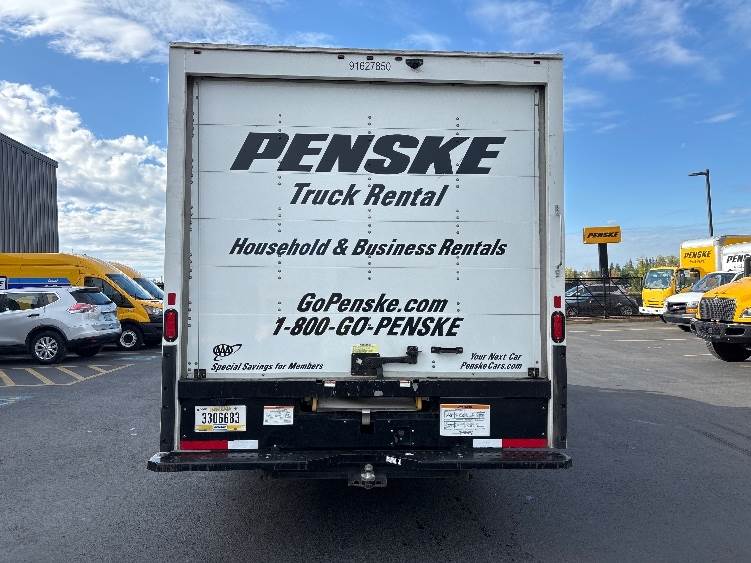 91627850
PENSKE
Truck Rental
Household & Business Rentals
GoPenske.com
1-800-GO-PENSKE
AAA
Special Savings for Members
Your Next Car
PenskeCars.com
3306683
PENSKE
PENSKE
PENSKE